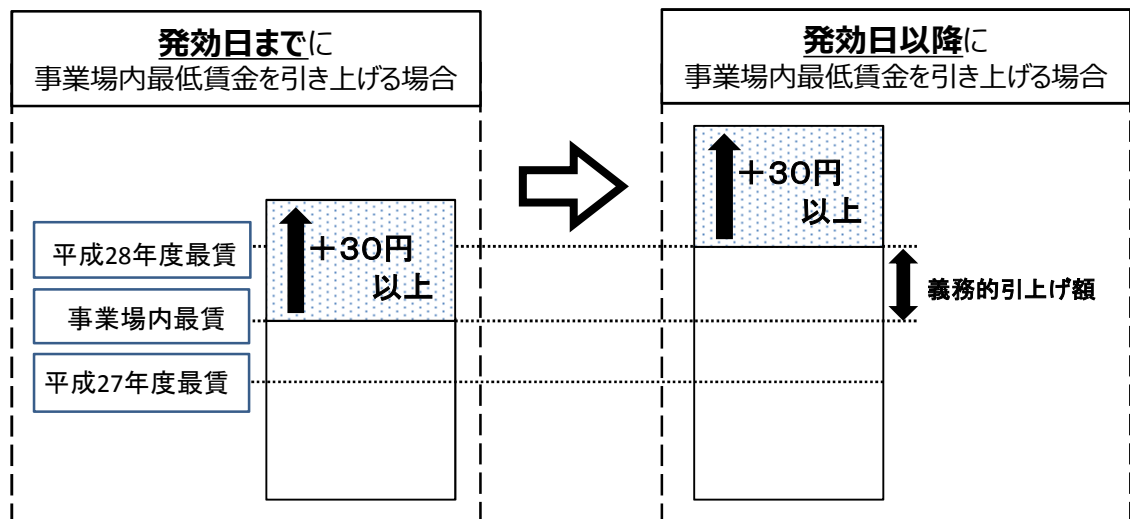 発効日までに
事業場内最低賃金を引き上げる場合
発効日以降に
事業場内最低賃金を引き上げる場合
+30円
以上
平成28年度最賃
事業場内最賃
平成27年度最賃
+30円
以上
義務的引上げ額